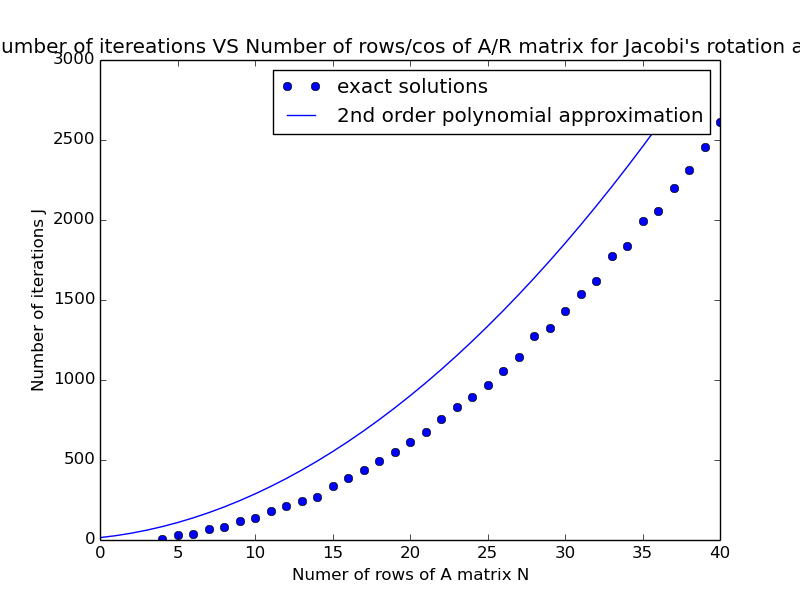 umber of itereations VS Number of rows/cos of A/R matrix for Jacobi's rotation a
3000
2500
2000
1500
1000
500
0
Number of iterations J
exact solutions
2nd order polynomial approximation
0 5 10 15 20 25 30 35 40
Numer of rows of A matrix N